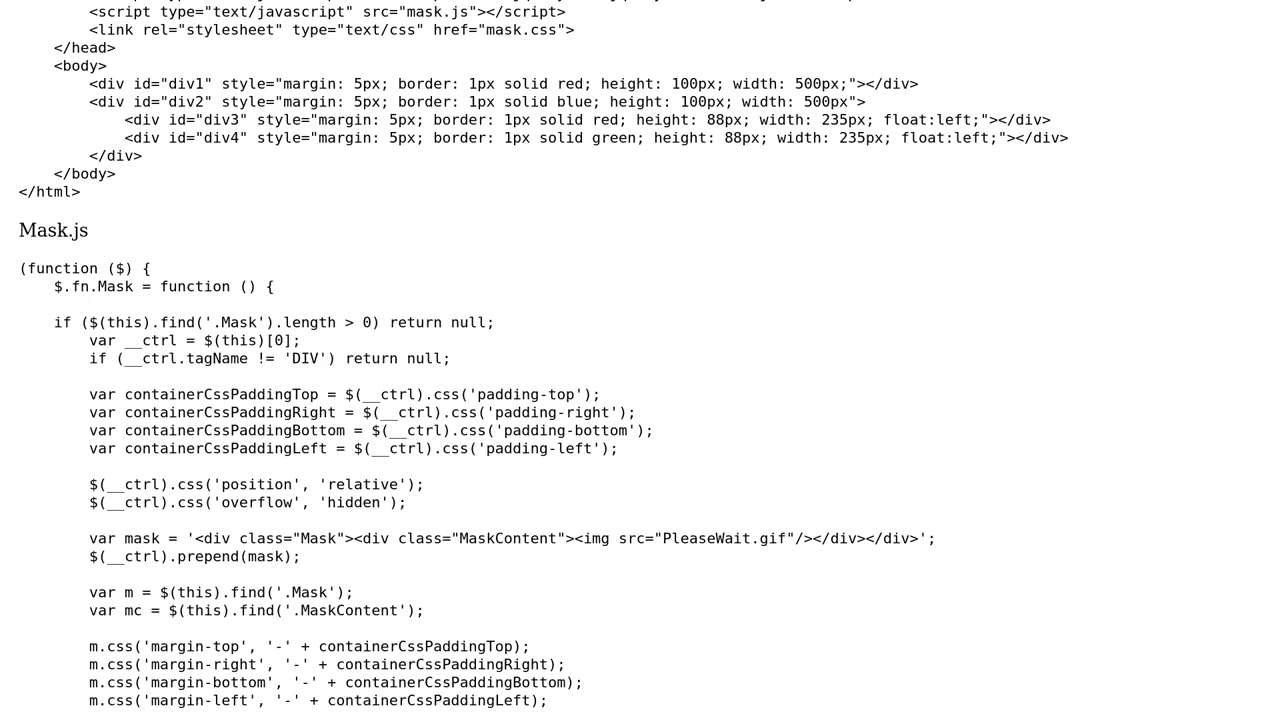 <script type="text/javascript" src="mask.js"></script>
<link rel="stylesheet" type="text/css" href="mask.css">
</head>
<body>
<div id="div1" style="margin: 5px; border: 1px solid red; height: 100px; width: 500px;"></div>
<div id="div2" style="margin: 5px; border: 1px solid blue; height: 100px; width: 500px">
<div id="div3" style="margin: 5px; border: 1px solid red; height: 88px; width: 235px; float:left;"></div>
<div id="div4" style="margin: 5px; border: 1px solid green; height: 88px; width: 235px; float:left;"></div>
</div>
</body>
</html>
Mask.js
(function ($) {
$.fn.Mask = function () {
if ($(this).find('.Mask').length > 0) return null;
var __ctrl = $(this)[0];
if (__ctrl.tagName != 'DIV') return null;
var containerCssPaddingTop = $(__ctrl).css('padding-top');
var containerCssPaddingRight = $(__ctrl).css('padding-right');
var containerCssPaddingBottom = $(__ctrl).css('padding-bottom');
var containerCssPaddingLeft = $(__ctrl).css('padding-left');
$(__ctrl).css('position', 'relative');
$(__ctrl).css('overflow', 'hidden');
var mask = '<div class="Mask"><div class="MaskContent"><img src="PleaseWait.gif"/></div></div>';
$(__ctrl).prepend(mask);
var m = $(this).find('.Mask');
var mc = $(this).find('.MaskContent');
m.css('margin-top', '-' + containerCssPaddingTop);
m.css('margin-right', '-' + containerCssPaddingRight);
m.css('margin-bottom', '-' + containerCssPaddingBottom);
m.css('margin-left', '-' + containerCssPaddingLeft);